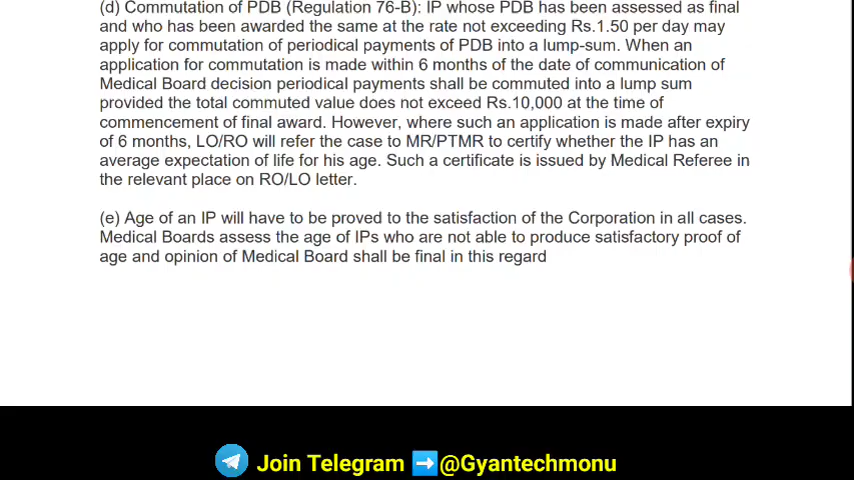 (d) Commutation of PDB (Regulation 76-B): IP whose PDB has been assessed as final
and who has been awarded the same at the rate not exceeding Rs.1.50 per day may
apply for commutation of periodical payments of PDB into a lump-sum. When an
application for commutation is made within 6 months of the date of communication of
Medical Board decision periodical payments shall be commuted into a lump sum
provided the total commuted value does not exceed Rs.10,000 at the time of
commencement of final award. However, where such an application is made after expiry
of 6 months, LO/RO will refer the case to MR/PTMR to certify whether the IP has an
average expectation of life for his age. Such a certificate is issued by Medical Referee in
the relevant place on RO/LO letter.
(e) Age of an IP will have to be proved to the satisfaction of the Corporation in all cases.
Medical Boards assess the age of IPs who are not able to produce satisfactory proof of
age and opinion of Medical Board shall be final in this regard
Join Telegram ➡️@Gyantechmonu